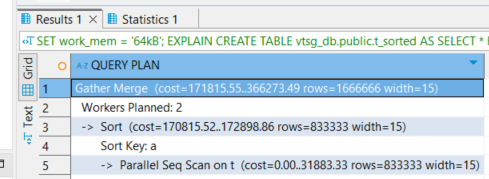 Results 1 × Statistics 1
SET work_mem = '64kB'; EXPLAIN CREATE TABLE vtsg_db.public.t_sorted AS SELECT *
Grid
Text
A-Z QUERY PLAN
1 Gather Merge (cost=171815.55..366273.49 rows=1666666 width=15)
2 Workers Planned: 2
3 -> Sort (cost=170815.52..172898.86 rows=833333 width=15)
4 Sort Key: a
5 -> Parallel Seq Scan on t (cost=0.00..31883.33 rows=833333 width=15)